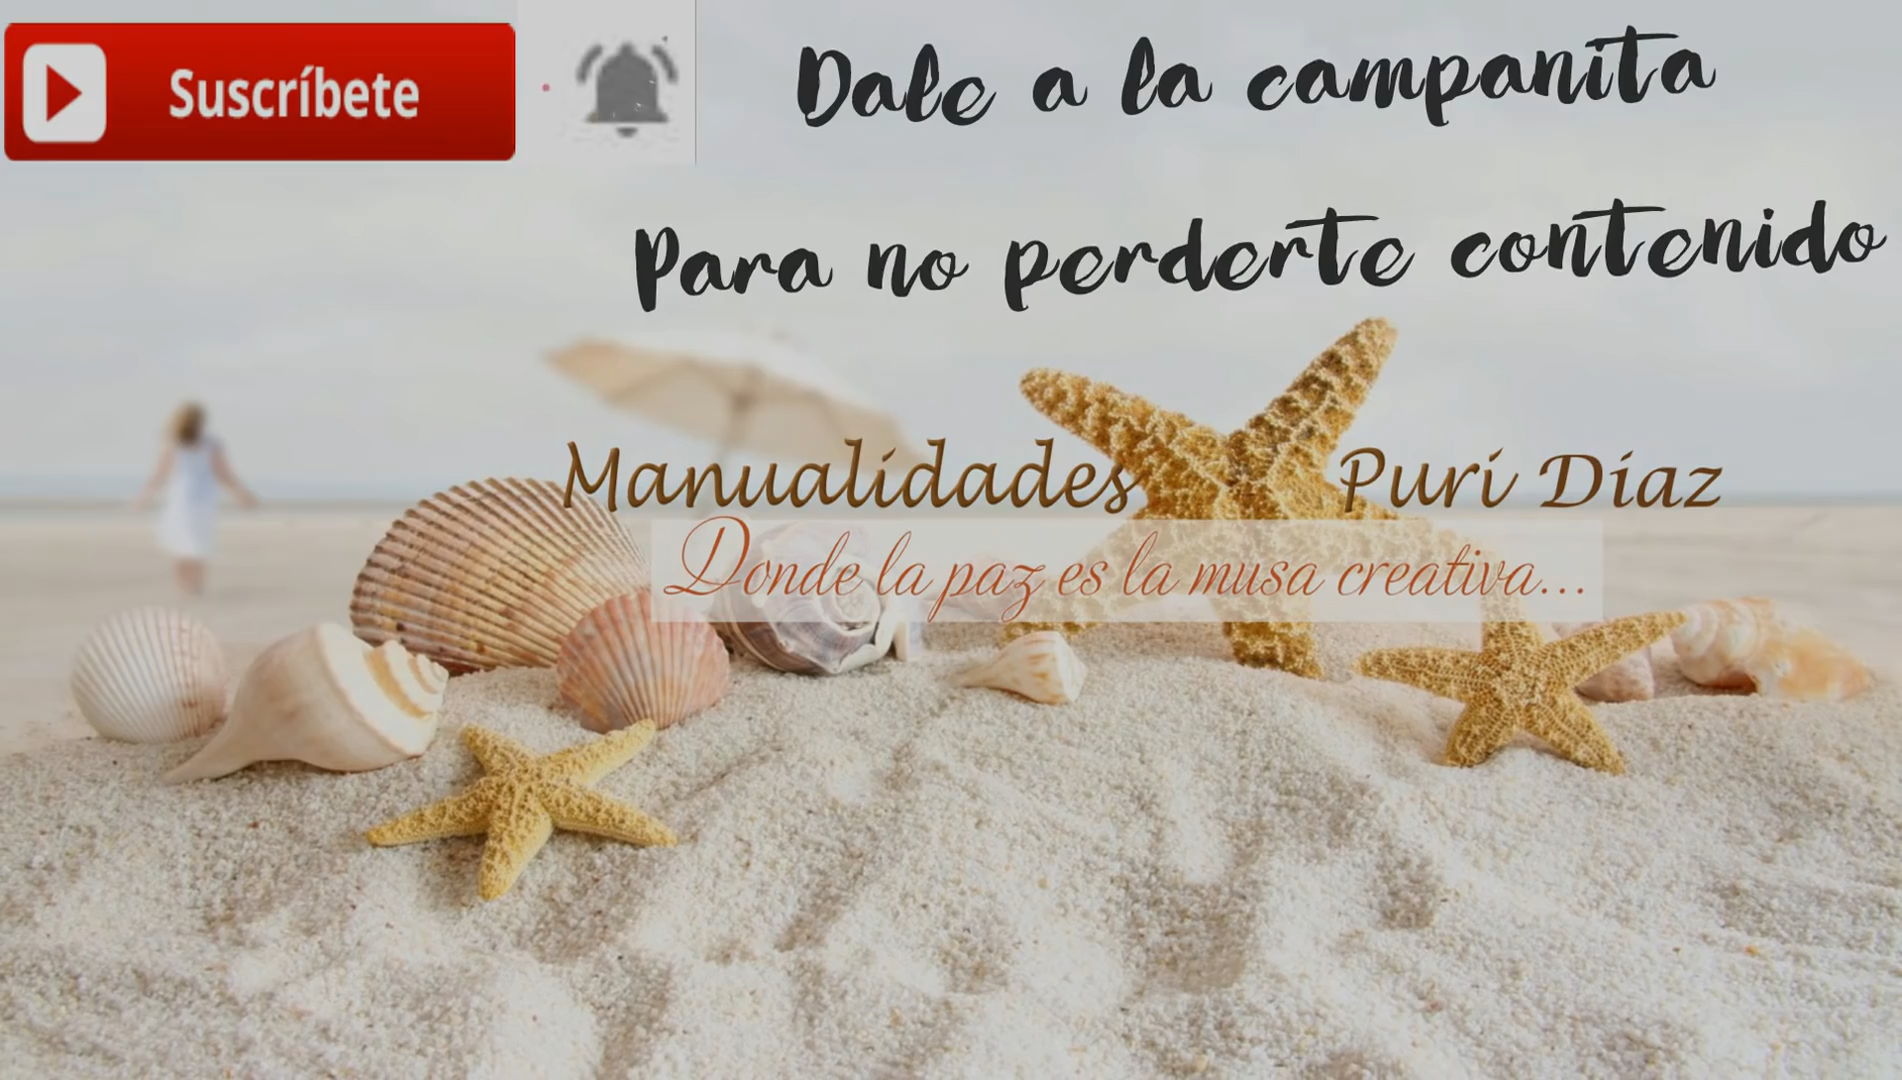 Suscríbete
Dale a la campanita
Para no perderte contenido
Manualidades Puri Díaz
Donde la paz es la musa creativa...